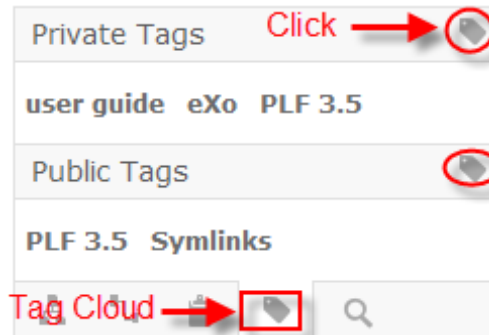 Private Tags Click
user guide eXo PLF 3.5
Public Tags
PLF 3.5 Symlinks
Tag Cloud